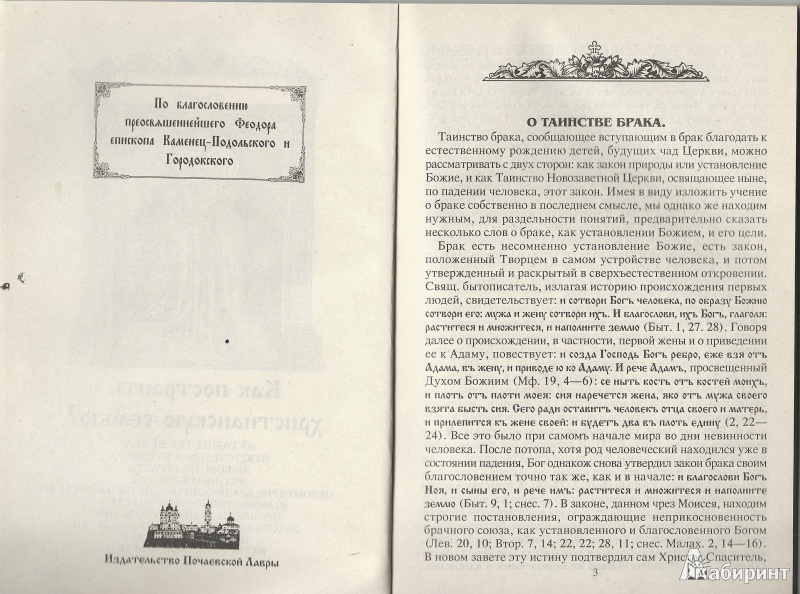 По благословении
преосвященнейшего Феодора
епископа Каменец-Подольского и
Городокского
Как построить
христианскую семью?
Издательство Почаевской Лавры
О ТАИНСТВЕ БРАКА.
Таинство брака, сообщающее вступающим в брак благодать к
естественному рождению детей, будущих чад Церкви, можно
рассматривать с двух сторон: как закон природы или установление
Божие, и как Таинство Новозаветной Церкви, освящающее ныне,
по падении человека, этот закон. Имея в виду изложить учение
о браке собственно в последнем смысле, мы однако же находим
нужным, для раздельности понятий, предварительно сказать
несколько слов о браке, как установлении Божием, и его цели.
Брак есть несомненно установление Божие, есть закон,
положенный Творцем в самом устройстве человека, и потом
утвержденный и раскрытый в сверхъестественном откровении.
Свящ. бытописатель, излагая историю происхождения первых
людей, свидетельствует: и сотвори Богъ человека, по образу Божию
сотвори его: мужа и жену сотвори ихъ. И благослови, ихъ Богъ, глаголя:
раститеся и множитеся, и наполните землю (Быт. 1, 27. 28). Говоря
далее о происхождении, в частности, первой жены и о приведении
ее к Адаму, повествует: и созда Господь Богъ ребро, еже взя отъ
Адама, въ жену, и приводе ю ко Адаму. И рече Адамъ, просвещенный
Духом Божиим (Мф. 19, 4—6): се ныть кость отъ костей моихъ,
и плоть отъ плоти моея: сия наречется жена, яко отъ мужа своего
взята бысть сия. Сего ради оставитъ человекъ отца своего и матерь,
и прилепится къ жене своей: и будетъ два въ плоть едину (2, 22—
24). Все это было при самомъ начале мира во дни невинности
человека. После потопа, хотя род человеческий находился уже в
состоянии падения, Бог однакож снова утвердил закон брака своим
благословением точно так же, как и в начале: и благослови Богъ
Ноя, и сыны его, и рече имъ: раститеся и множитеся и наполните
землю (Быт. 9, 1; снес. 7). В законе, данном чрез Моисея, находим
строгие постановления, ограждающие неприкосновенность
брачного союза, как установленного и благословенного Богом
(Лев. 20, 10; Втор. 7, 14; 22, 22; 28, 11; снес. Малах. 2, 14—16).
В новом завете эту истину подтвердил сам Христос Спаситель,
3
Лабиринт